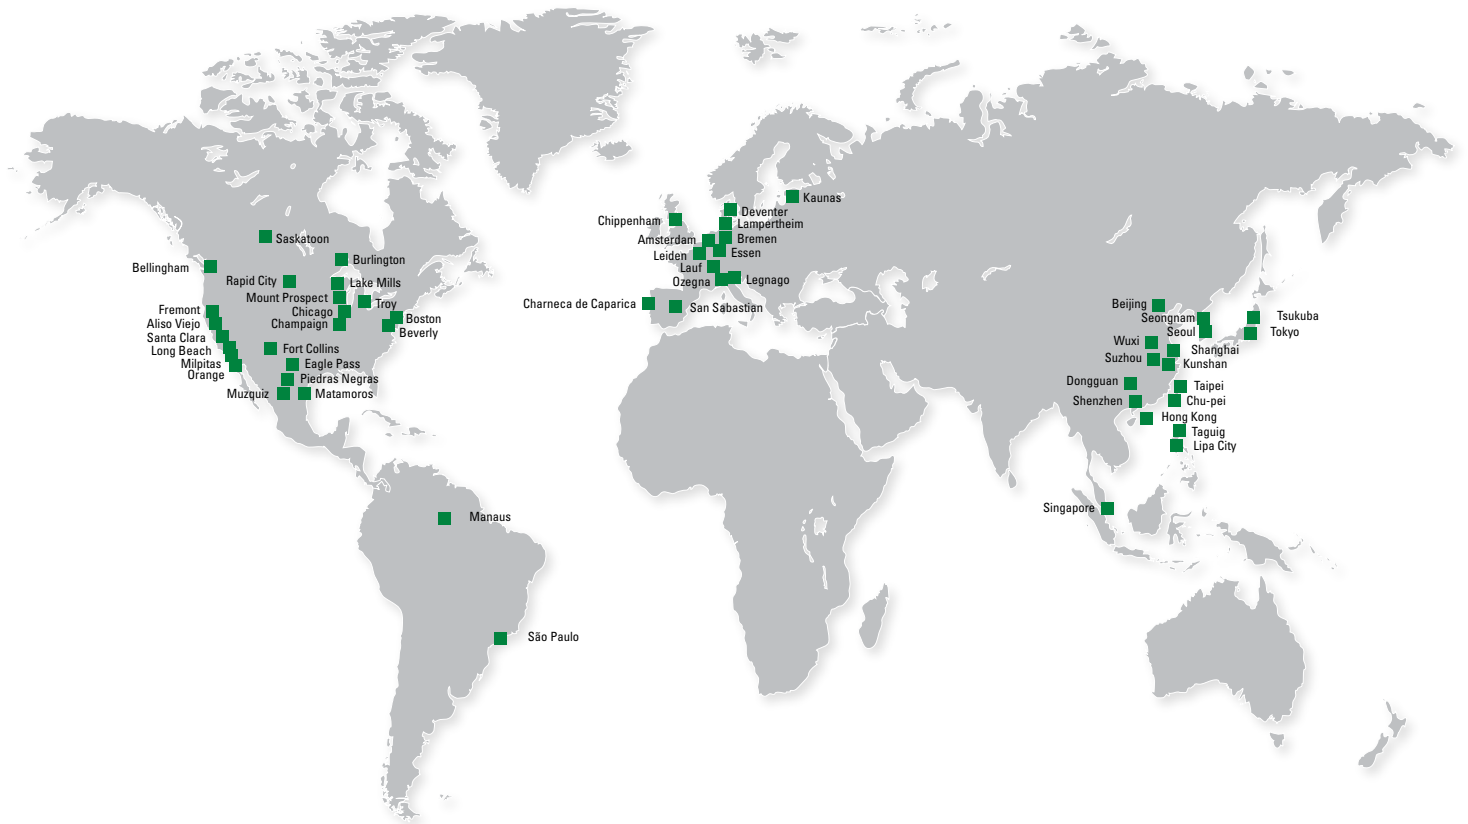 Saskatoon
Bellingham
Burlington
Rapid City
Lake Mills
Mount Prospect
Troy
Fremont
Chicago
Boston
Aliso Viejo
Champaign
Beverly
Santa Clara
Long Beach
Fort Collins
Milpitas
Eagle Pass
Orange
Piedras Negras
Muzquiz
Matamoros
Manaus
São Paulo
Kaunas
Deventer
Chippenham
Lampertheim
Amsterdam
Bremen
Leiden
Essen
Lauf
Ozegna
Legnago
Charneca de Caparica
San Sabastian
Beijing
Seongnam
Tsukuba
Seoul
Tokyo
Wuxi
Shanghai
Suzhou
Kunshan
Dongguan
Taipei
Shenzhen
Chu-pei
Hong Kong
Taguig
Lipa City
Singapore